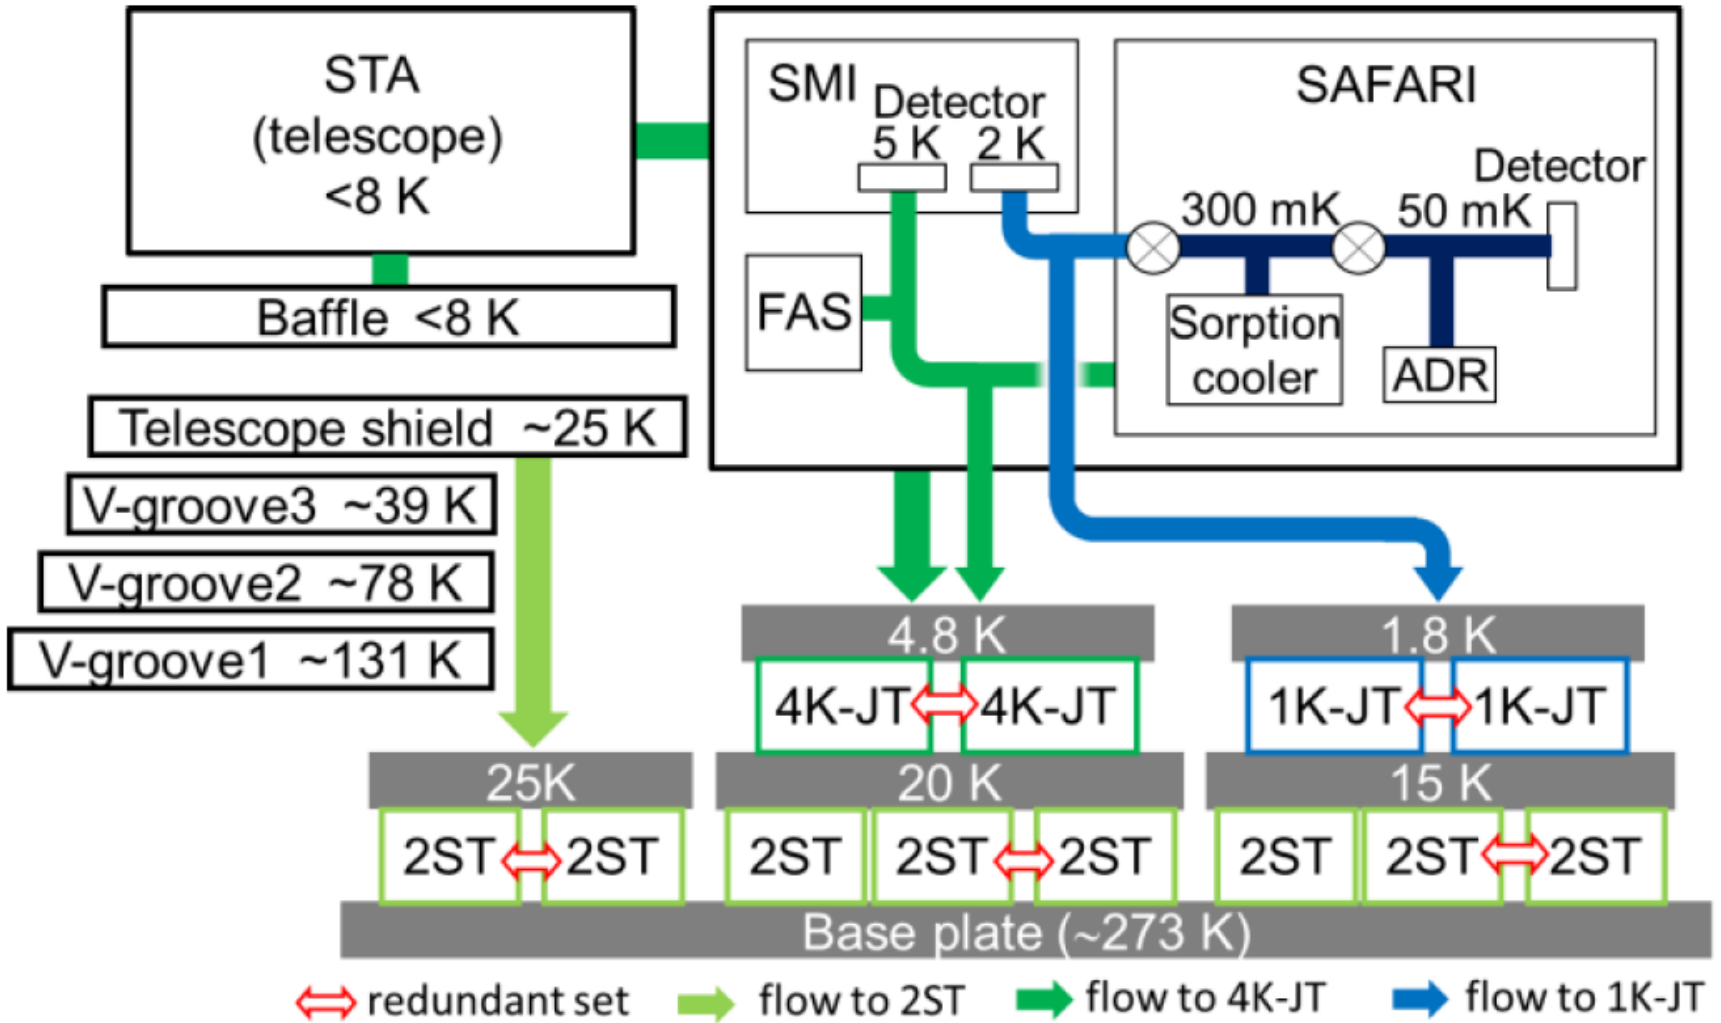 STA
(telescope)
<8 K
Baffle <8 K
Telescope shield ~25 K
V-groove3 ~39 K
V-groove2 ~78 K
V-groove1 ~131 K
SMI
Detector
5 K 2 K
FAS
SAFARI
Detector
300 mK 50 mK
Sorption
cooler
ADR
4.8 K
1.8 K
4K-JT 4K-JT
1K-JT 1K-JT
25K
20 K
15 K
2ST 2ST
2ST 2ST 2ST
2ST 2ST 2ST
Base plate (~273 K)
redundant set
flow to 2ST
flow to 4K-JT
flow to 1K-JT